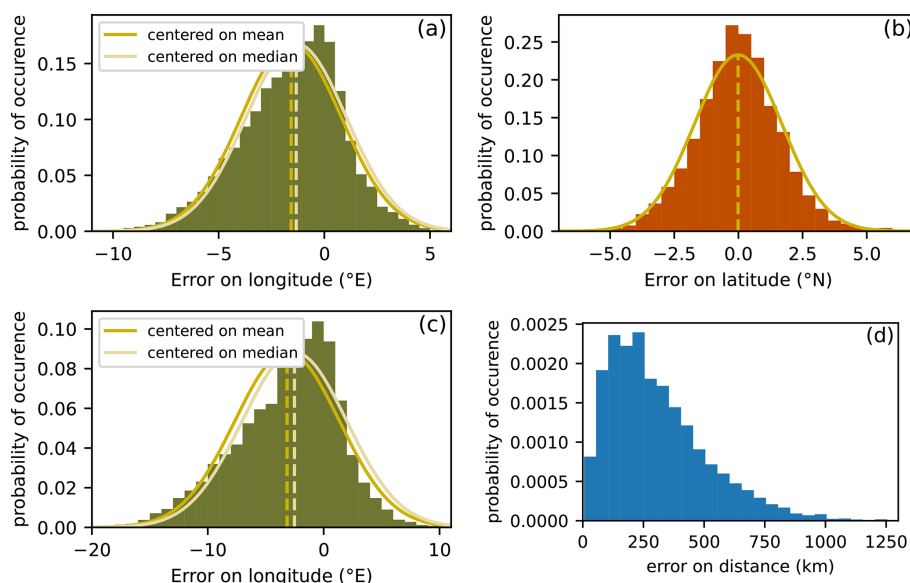 (a)
centered on mean
centered on median
probability of occurence
0.15
0.10
0.05
0.00
−10
−5
0
5
Error on longitude (°E)
(b)
probability of occurence
0.25
0.20
0.15
0.10
0.05
0.00
−5.0
−2.5
0.0
2.5
5.0
Error on latitude (°N)
(c)
centered on mean
centered on median
probability of occurence
0.10
0.08
0.06
0.04
0.02
0.00
−20
−10
0
10
Error on longitude (°E)
(d)
probability of occurence
0.0025
0.0020
0.0015
0.0010
0.0005
0.0000
0
250
500
750
1000
1250
error on distance (km)